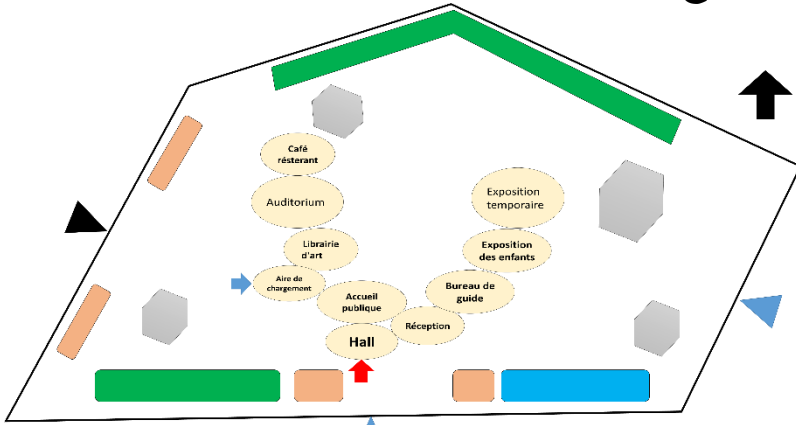 Café
résterant
Auditorium
Librairie
d'art
Aire de
chargement
Accueil
publique
Hall
Réception
Bureau de
guide
Exposition
des enfants
Exposition
temporaire